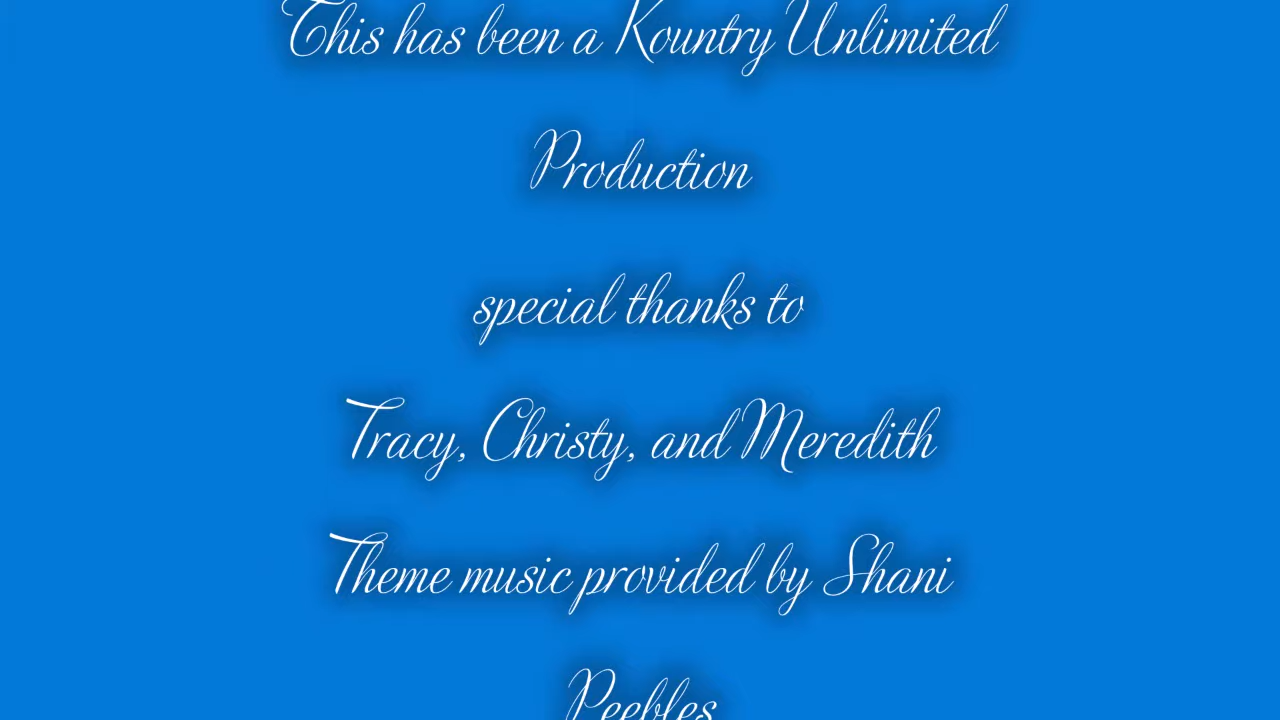 This has been a Kountry Unlimited
Production
special thanks to
Tracy, Christy, and Meredith
Theme music provided by Shani
Peebles